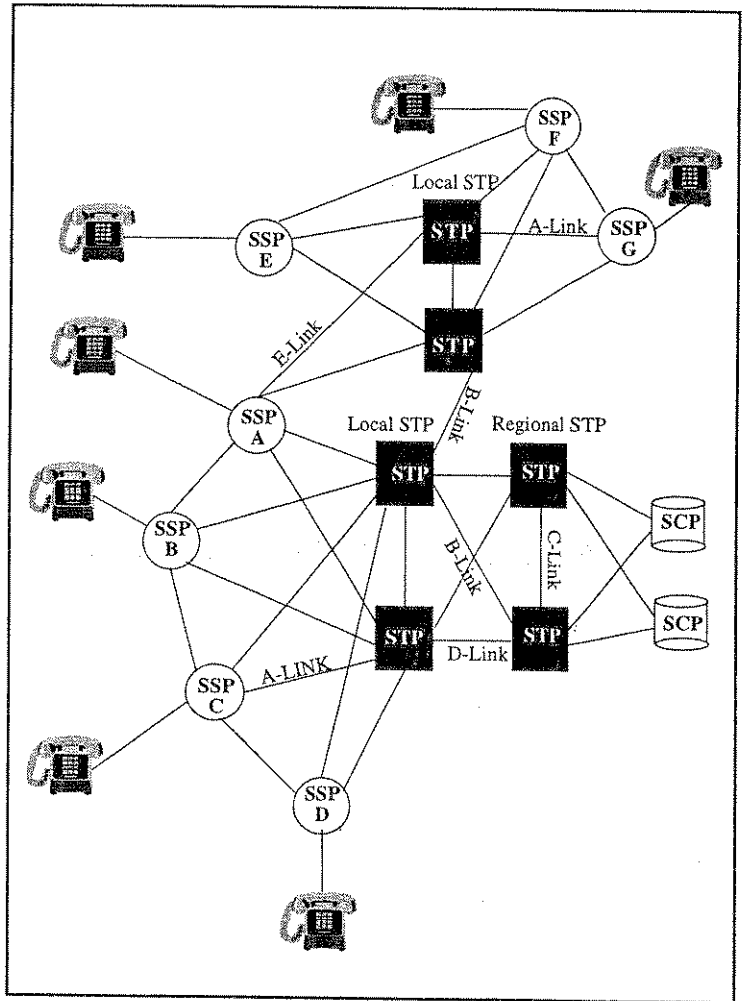 SSP
F
Local STP
STP
A-Link
SSP
G
SSP
E
E-Link
STP
B-Link
SSP
A
Local STP
Regional STP
STP
STP
SCP
SSP
B
B-Link
C-Link
STP
D-Link
STP
SCP
A-LINK
SSP
C
SSP
D